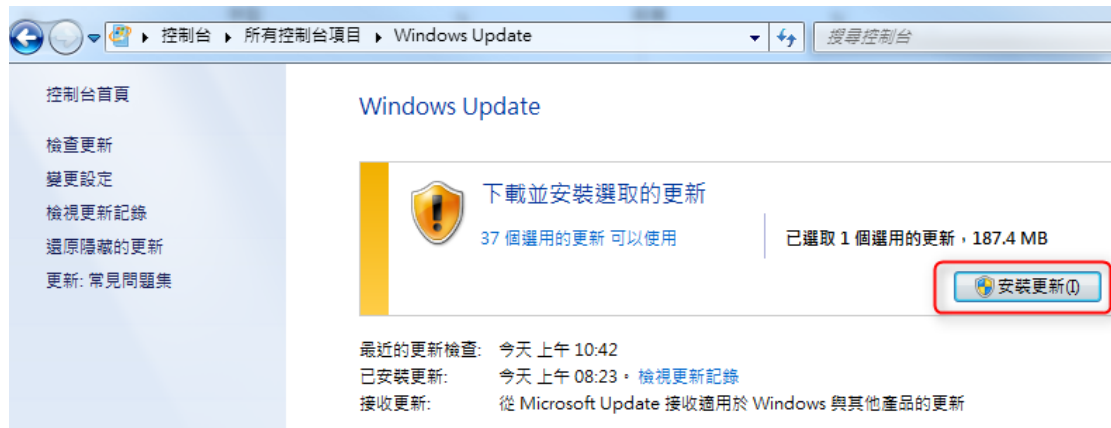 控制台 ▸ 所有控制台項目 ▸ Windows Update
搜尋控制台
控制台首頁
檢查更新
變更設定
檢視更新記錄
還原隱藏的更新
更新: 常見問題集
Windows Update
下載並安裝選取的更新
37 個選用的更新 可以使用
已選取 1 個選用的更新，187.4 MB
安裝更新(I)
最近的更新檢查: 今天 上午 10:42
已安裝更新: 今天 上午 08:23。檢視更新記錄
接收更新: 從 Microsoft Update 接收適用於 Windows 與其他產品的更新